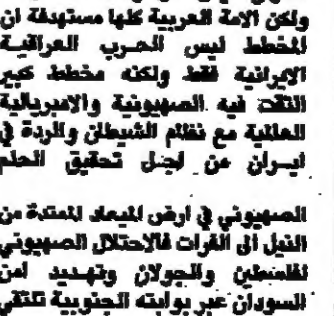 ولكن الامة العربية كلها مستهدفة ان
المخطط ليس الحرب العراقية
الايرانية فقط ولكنه مخطط كبير
التقت فيه الصهيونية والامبريالية
العالمية مع نظام الشيطان والردة في
ايران من اجل تحقيق الحلم
الصهيوني في ارض الميعاد الممتدة من
النيل الى الفرات فالاحتلال الصهيوني
لفلسطين والجولان وتهديد امن
السودان عبر بوابته الجنوبية تلتقي